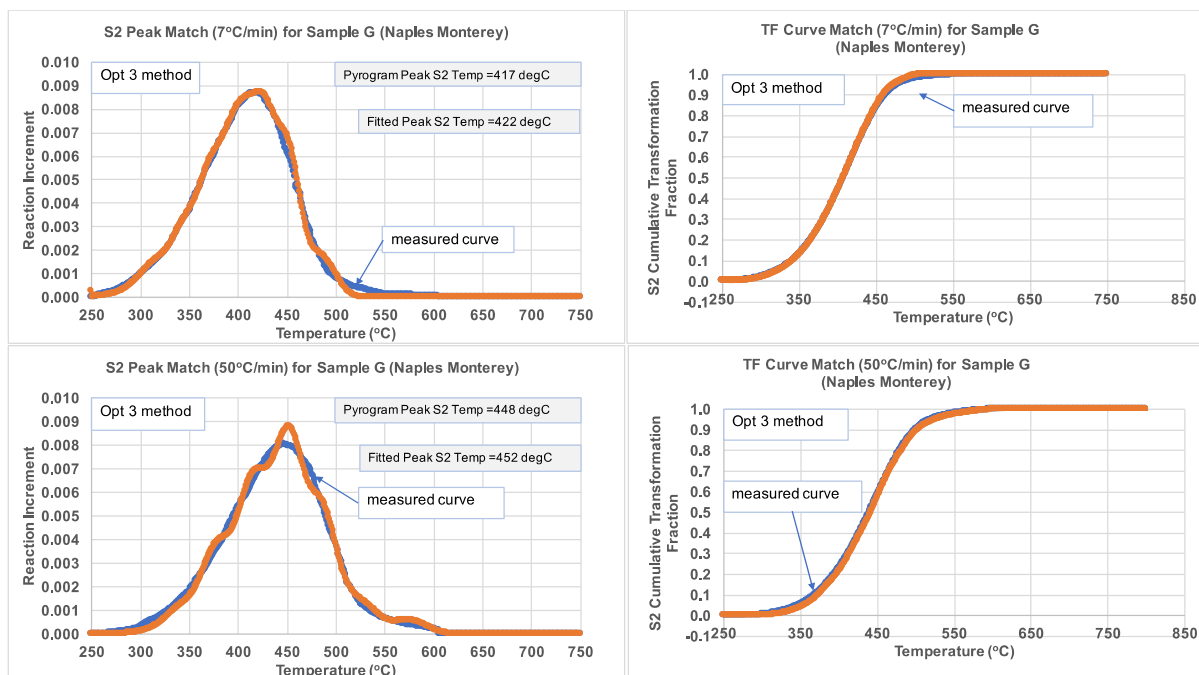 S2 Peak Match (7°C/min) for Sample G (Naples Monterey)
Opt 3 method
Pyrogram Peak S2 Temp =417 degC
Fitted Peak S2 Temp =422 degC
measured curve
Reaction Increment
0.010
0.009
0.008
0.007
0.006
0.005
0.004
0.003
0.002
0.001
0.000
250 300 350 400 450 500 550 600 650 700 750
Temperature (°C)
TF Curve Match (7°C/min) for Sample G
(Naples Monterey)
Opt 3 method
measured curve
S2 Cumulative Transformation
Fraction
1.0
0.9
0.8
0.7
0.6
0.5
0.4
0.3
0.2
0.1
0.0
-0.1
250 350 450 550 650 750 850
Temperature (°C)
S2 Peak Match (50°C/min) for Sample G (Naples Monterey)
Opt 3 method
Pyrogram Peak S2 Temp =448 degC
Fitted Peak S2 Temp =452 degC
measured curve
Reaction Increment
0.010
0.009
0.008
0.007
0.006
0.005
0.004
0.003
0.002
0.001
0.000
250 300 350 400 450 500 550 600 650 700 750
Temperature (°C)
TF Curve Match (50°C/min) for Sample G
(Naples Monterey)
Opt 3 method
measured curve
S2 Cumulative Transformation
Fraction
1.0
0.9
0.8
0.7
0.6
0.5
0.4
0.3
0.2
0.1
0.0
-0.1
250 350 450 550 650 750 850
Temperature (°C)